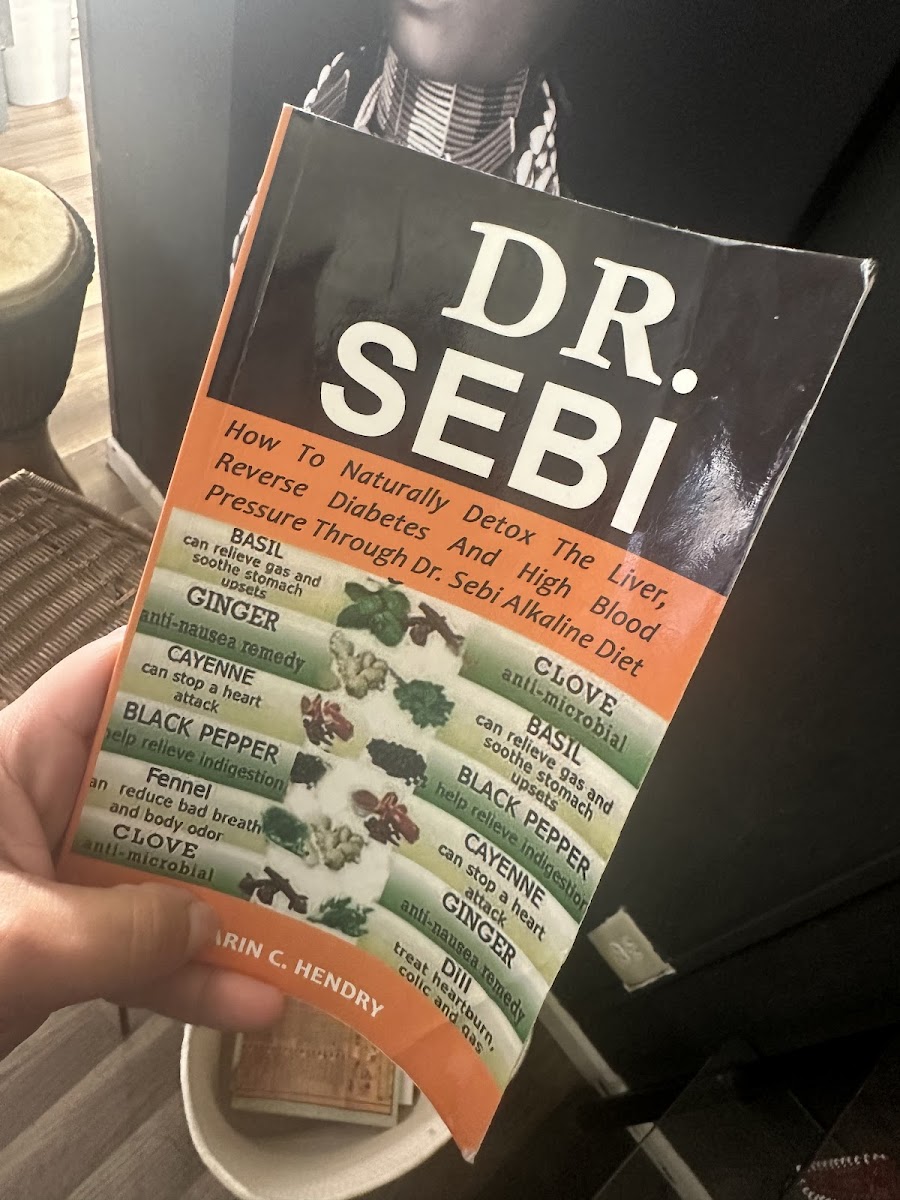 DR.
SEBİ
How To Naturally Detox The Liver,
Reverse Diabetes And High Blood
Pressure Through Dr. Sebi Alkaline Diet
BASIL
can relieve gas and
soothe stomach
upsets
GINGER
anti-nausea remedy
CAYENNE
can stop a heart
attack
BLACK PEPPER
help relieve indigestion
Fennel
reduce bad breath
and body odor
CLOVE
anti-microbial
CLOVE
anti-microbial
BASIL
can relieve gas and
soothe stomach
upsets
BLACK PEPPER
help relieve indigestion
CAYENNE
can stop a heart
attack
GINGER
anti-nausea remedy
Dill
treat heartburn,
colic and gas
C. HENDRY